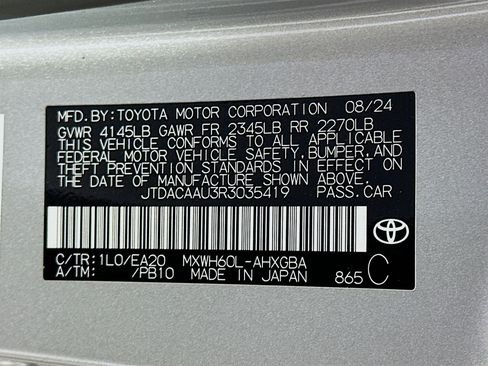 MFD.BY:TOYOTA MOTOR CORPORATION 08/24
GVWR 4145LB GAWR FR 2345LB RR 2270LB
THIS VEHICLE CONFORMS TO ALL APPLICABLE
FEDERAL MOTOR VEHICLE SAFETY, BUMPER, AND
THEFT PREVENTION STANDARDS IN EFFECT ON
THE DATE OF MANUFACTURE SHOWN ABOVE.
JTDACAAU3R3035419 PASS.CAR
C/TR:1L0/EA20 MXWH60L-AHXGBA
A/TM: /PB10 MADE IN JAPAN 865 C